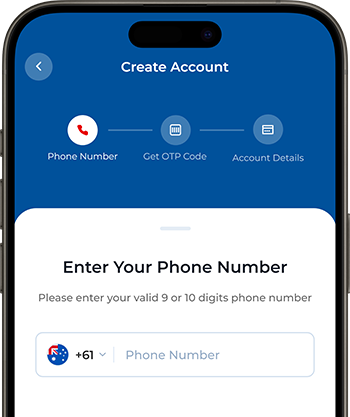 Create Account
Phone Number
Get OTP Code
Account Details
Enter Your Phone Number
Please enter your valid 9 or 10 digits phone number
+61
Phone Number